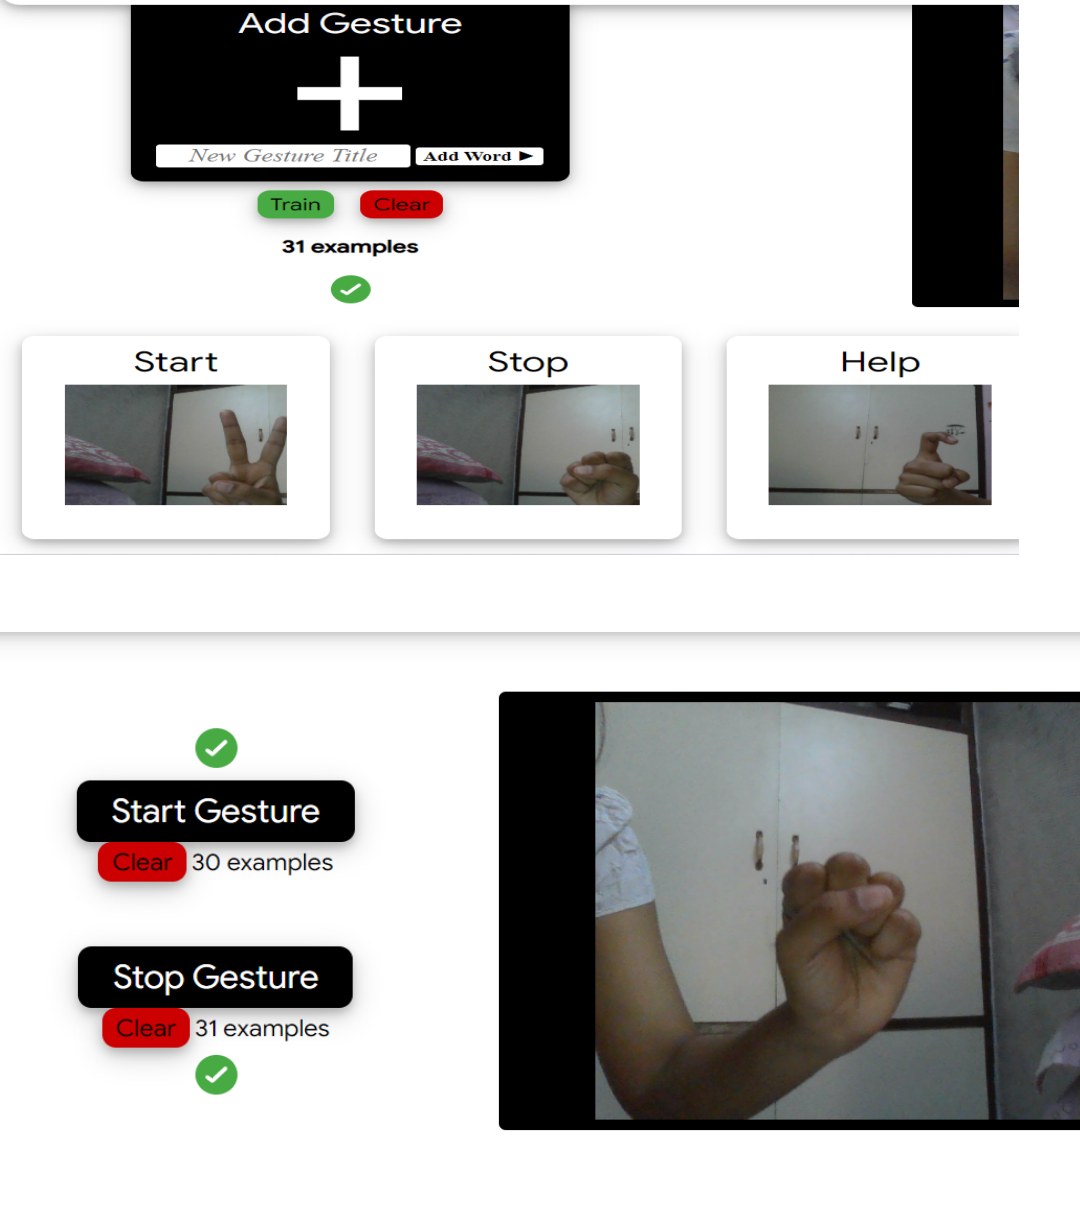 Add Gesture
New Gesture Title Add Word ►
Train Clear
31 examples
Start Stop Help
Start Gesture
Clear 30 examples
Stop Gesture
Clear 31 examples